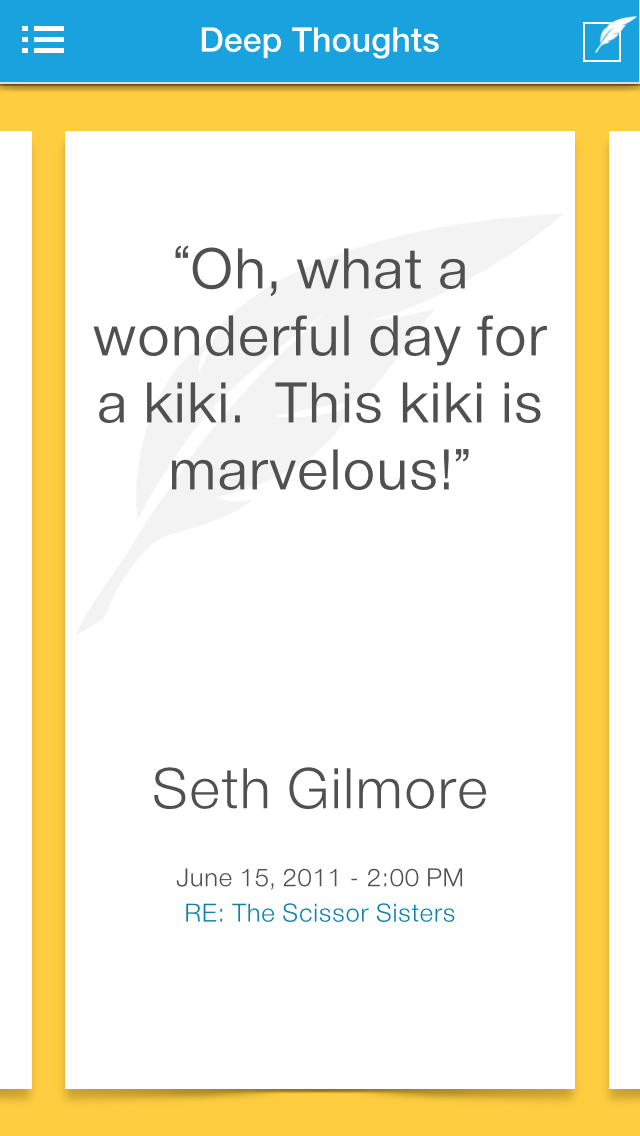 Deep Thoughts
“Oh, what a
wonderful day for
a kiki.  This kiki is
marvelous!”
Seth Gilmore
June 15, 2011 - 2:00 PM
RE: The Scissor Sisters